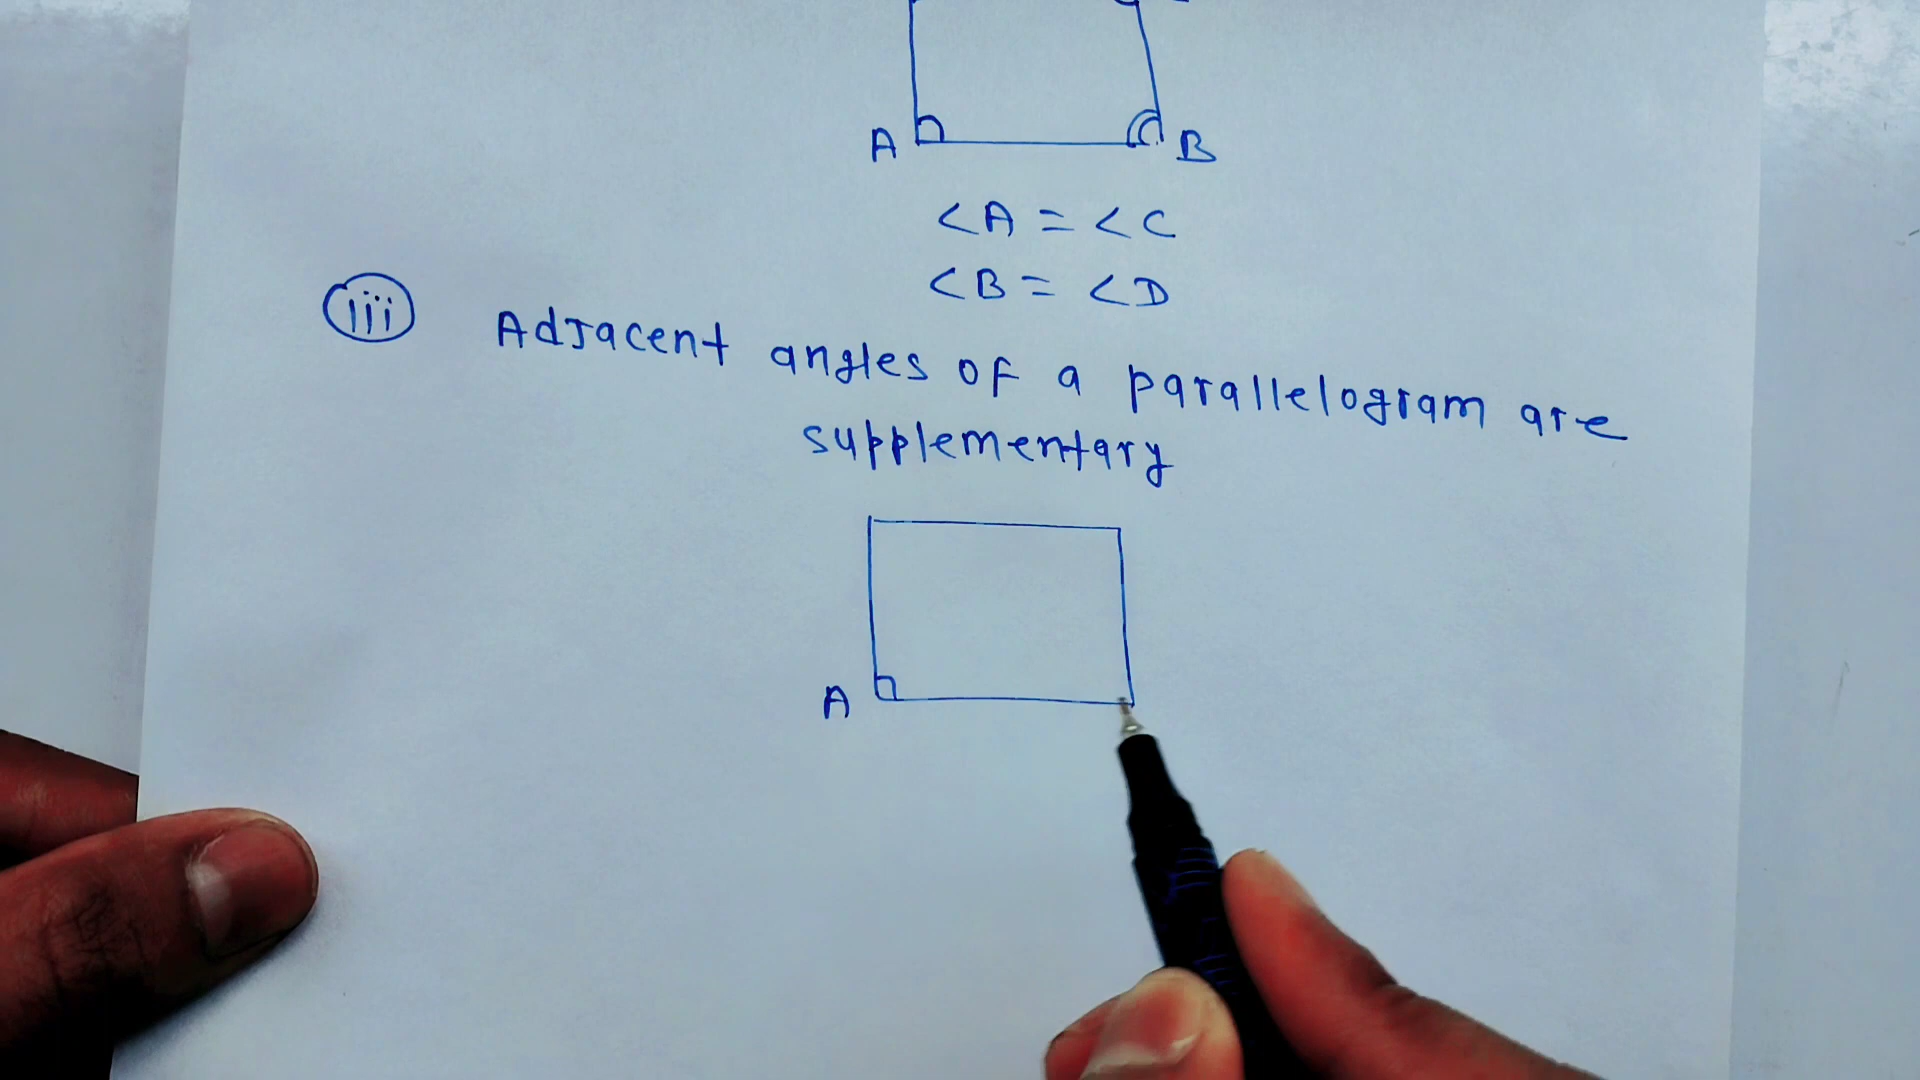 A B
<A = <C
<B = <D
iii Adjacent angles of a parallelogram are
supplementary
A